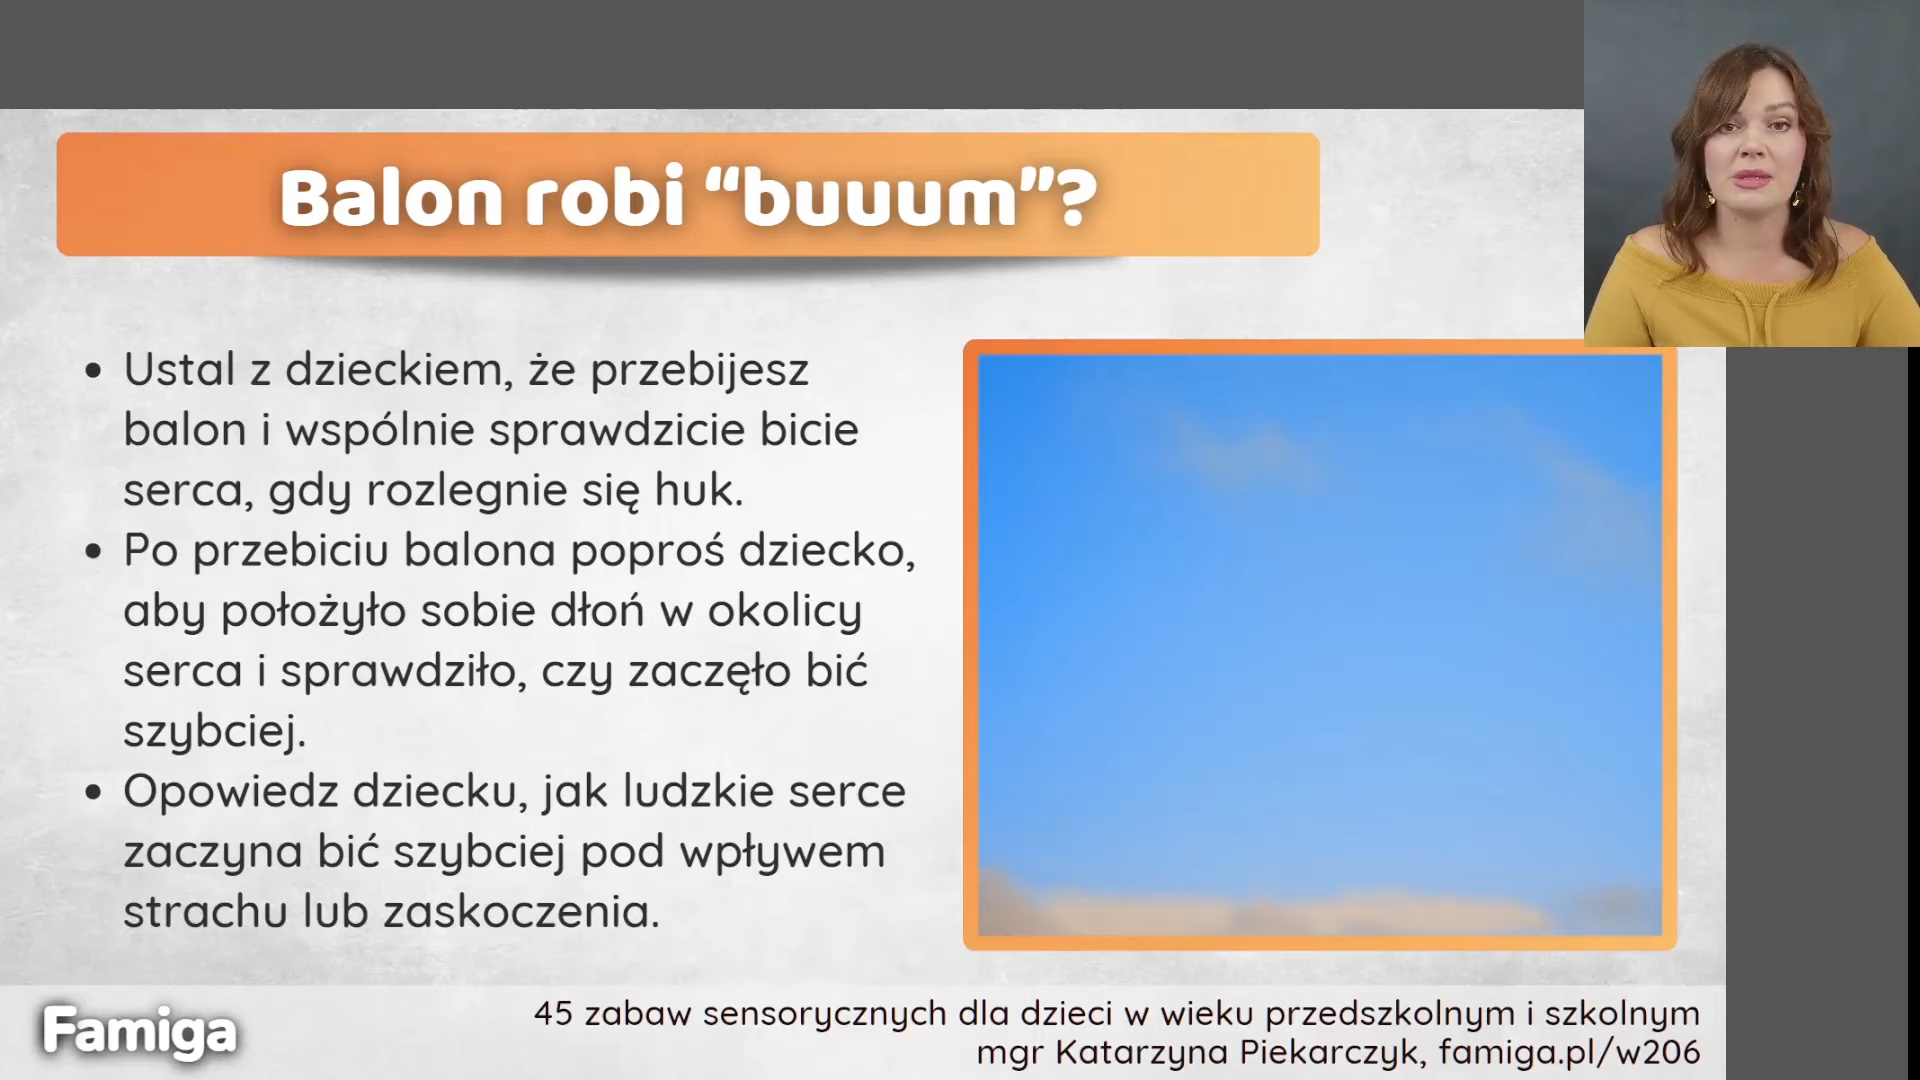 Balon robi “buuum”?
• Ustal z dzieckiem, że przebijesz
balon i wspólnie sprawdzicie bicie
serca, gdy rozlegnie się huk.
• Po przebiciu balona poproś dziecko,
aby położyło sobie dłoń w okolicy
serca i sprawdziło, czy zaczęło bić
szybciej.
• Opowiedz dziecku, jak ludzkie serce
zaczyna bić szybciej pod wpływem
strachu lub zaskoczenia.
Famiga
45 zabaw sensorycznych dla dzieci w wieku przedszkolnym i szkolnym
mgr Katarzyna Piekarczyk, famiga.pl/w206